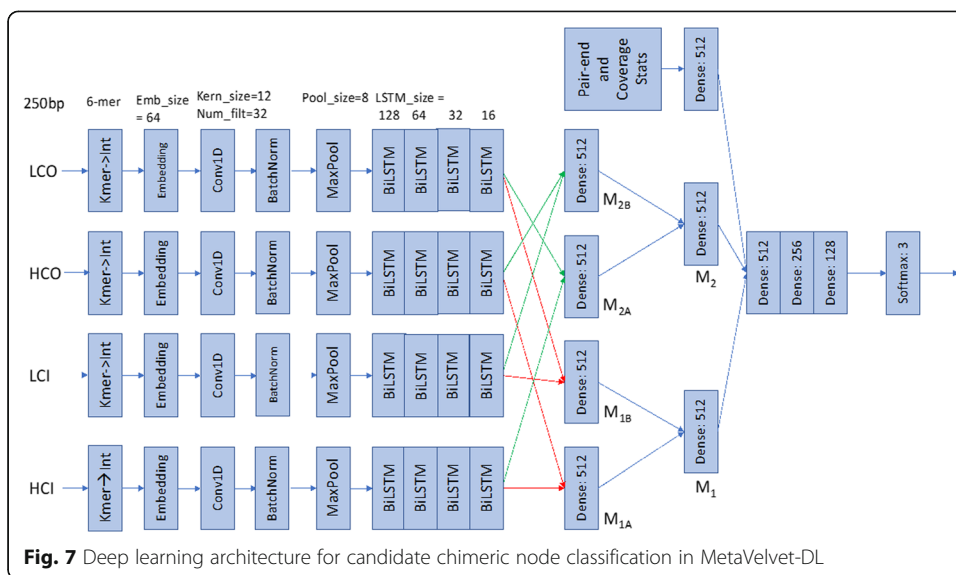 Pair-end
and
Coverage
Stats
Dense: 512
250bp
6-mer
Emb_size
= 64
Kern_size=12
Num_filt=32
Pool_size=8
LSTM_size =
128 64 32 16
LCO
Kmer->Int
Embedding
Conv1D
BatchNorm
MaxPool
BiLSTM
BiLSTM
BiLSTM
BiLSTM
Dense: 512
M2B
HCO
Kmer->Int
Embedding
Conv1D
BatchNorm
MaxPool
BiLSTM
BiLSTM
BiLSTM
BiLSTM
Dense: 512
M2A
Dense: 512
M2
LCI
Kmer->Int
Embedding
Conv1D
BatchNorm
MaxPool
BiLSTM
BiLSTM
BiLSTM
BiLSTM
Dense: 512
M1B
HCI
Kmer→Int
Embedding
Conv1D
BatchNorm
MaxPool
BiLSTM
BiLSTM
BiLSTM
BiLSTM
Dense: 512
M1A
Dense: 512
M1
Dense: 512
Dense: 256
Dense: 128
Softmax: 3
Fig. 7 Deep learning architecture for candidate chimeric node classification in MetaVelvet-DL